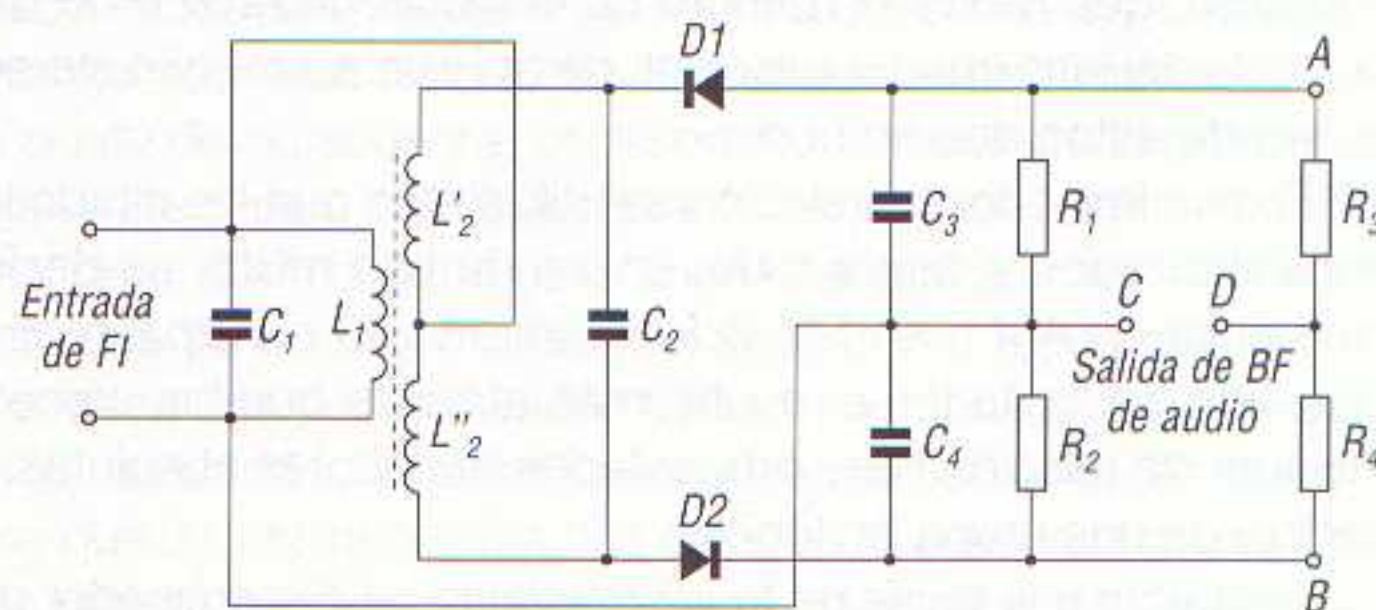 D1
A
L'2
C3
R1
R3
Entrada
de FI
C1
L1
C2
C
D
Salida de BF
de audio
L"2
C4
R2
R4
D2
B